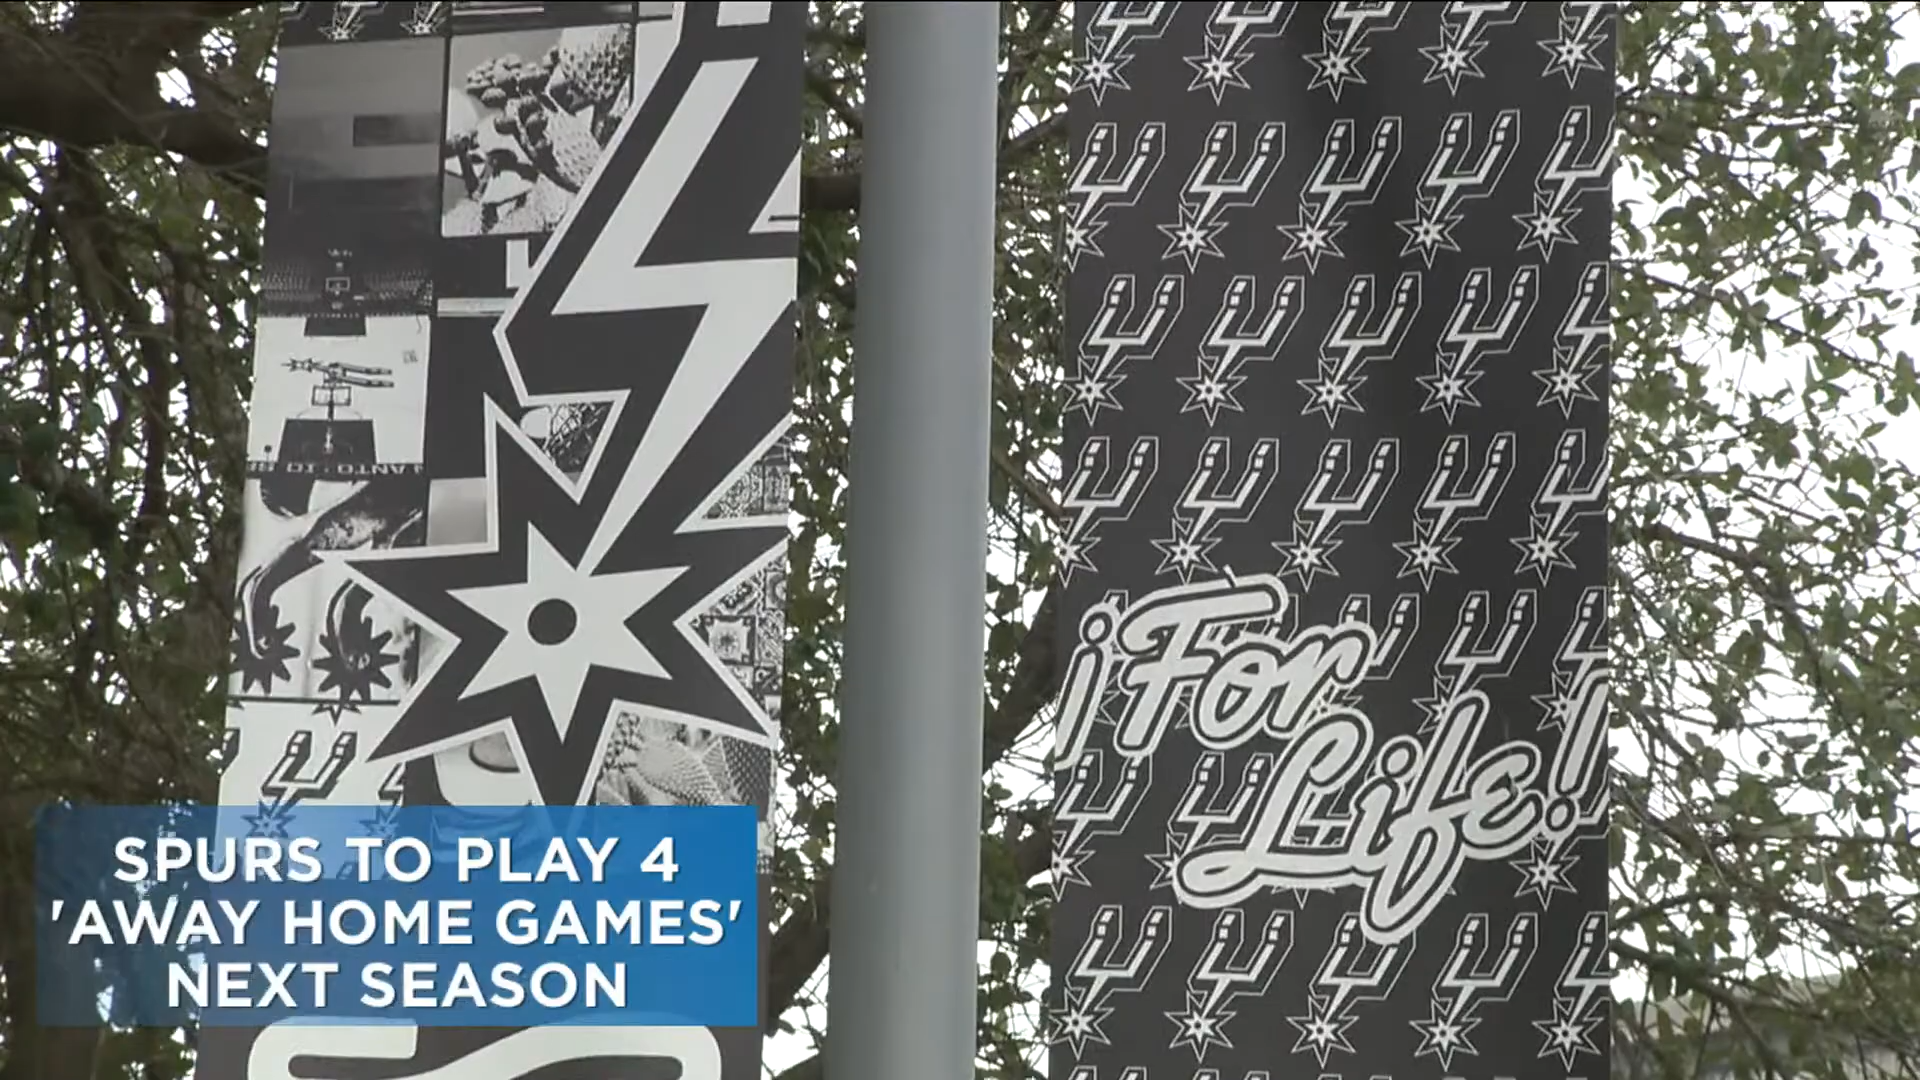 ¡For
Life!
SPURS TO PLAY 4
'AWAY HOME GAMES'
NEXT SEASON